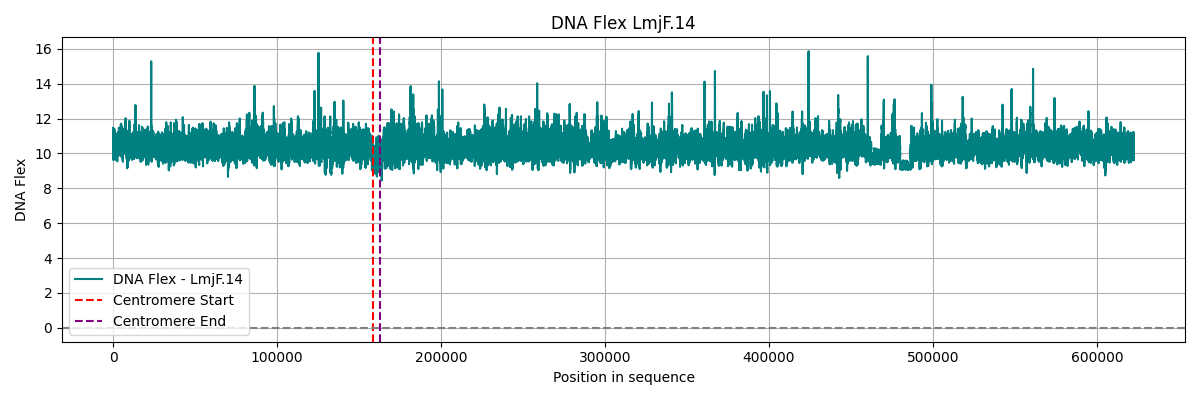 DNA Flex LmjF.14
DNA Flex
16
14
12
10
8
6
4
2
0
DNA Flex - LmjF.14
Centromere Start
Centromere End
0 100000 200000 300000 400000 500000 600000
Position in sequence